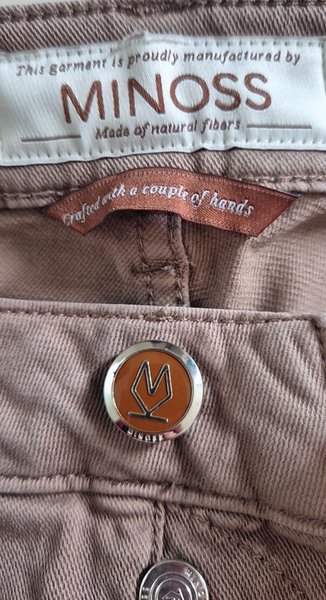 This garment is proudly manufactured by
MINOSS
Made of natural fibers
Crafted with a couple of hands
M
MINOSS